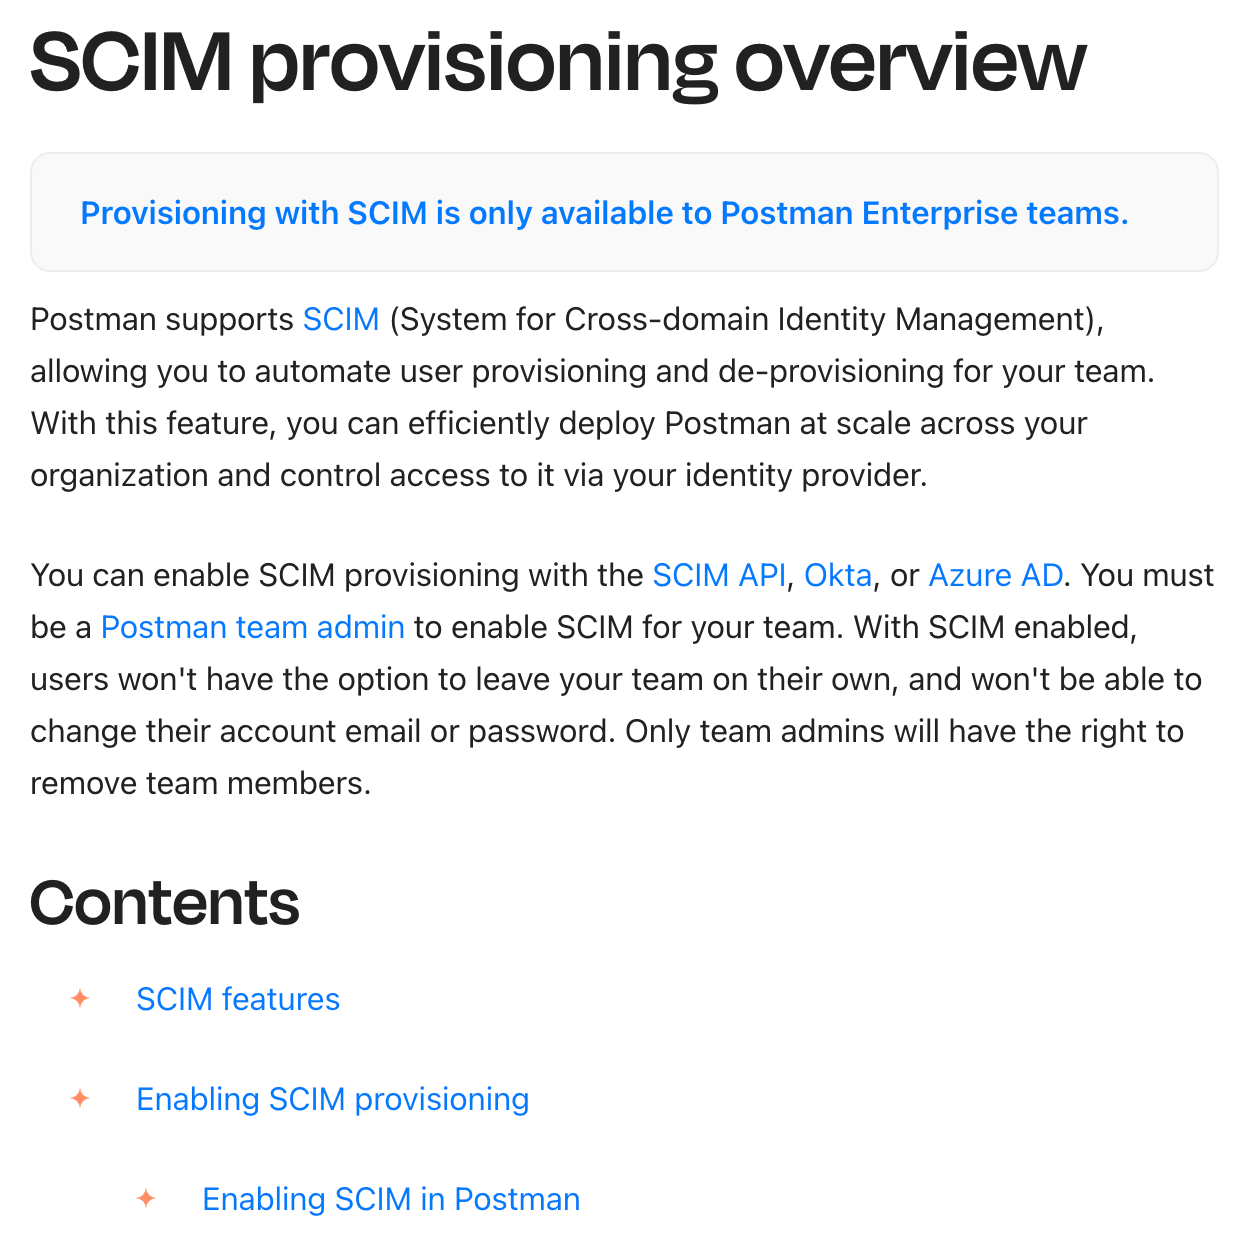 SCIM provisioning overview
Provisioning with SCIM is only available to Postman Enterprise teams.
Postman supports SCIM (System for Cross-domain Identity Management),
allowing you to automate user provisioning and de-provisioning for your team.
With this feature, you can efficiently deploy Postman at scale across your
organization and control access to it via your identity provider.
You can enable SCIM provisioning with the SCIM API, Okta, or Azure AD. You must
be a Postman team admin to enable SCIM for your team. With SCIM enabled,
users won't have the option to leave your team on their own, and won't be able to
change their account email or password. Only team admins will have the right to
remove team members.
Contents
SCIM features
Enabling SCIM provisioning
Enabling SCIM in Postman